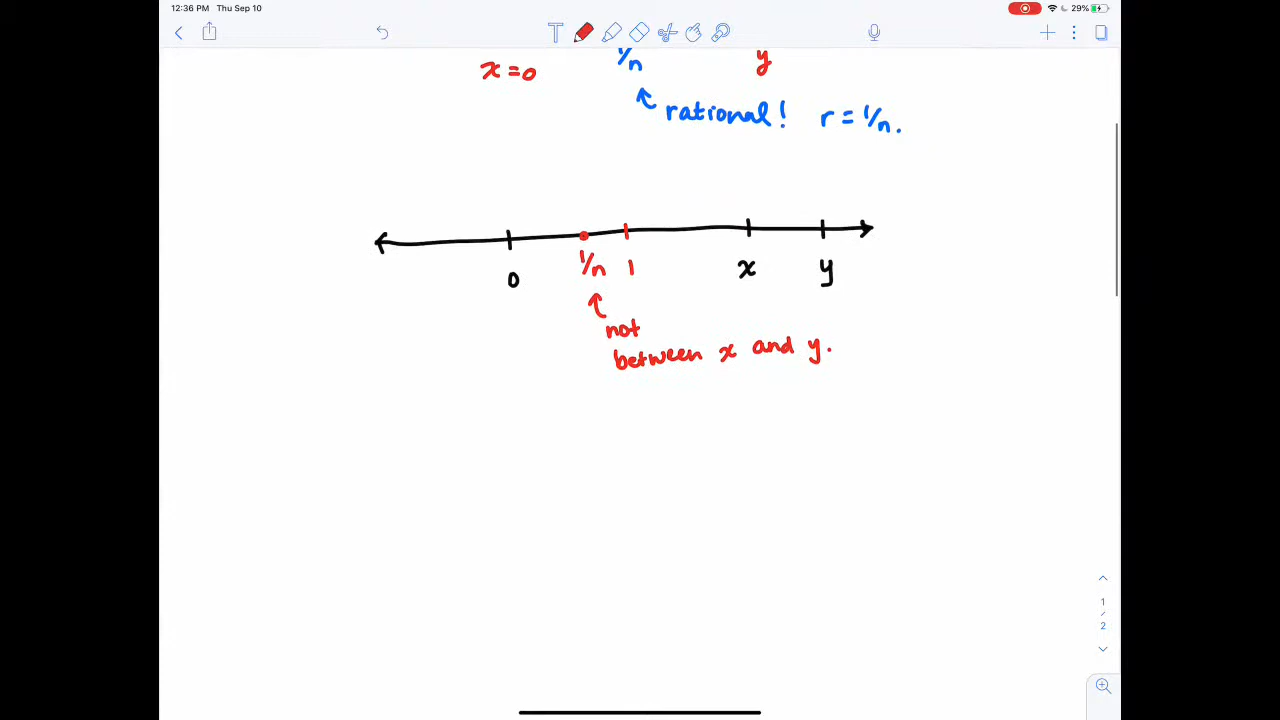 12:36 PM Thu Sep 10
29%
T
1/n
x = 0
y
rational! r = 1/n.
0 1/n 1 x y
not
between x and y.
1
/
2